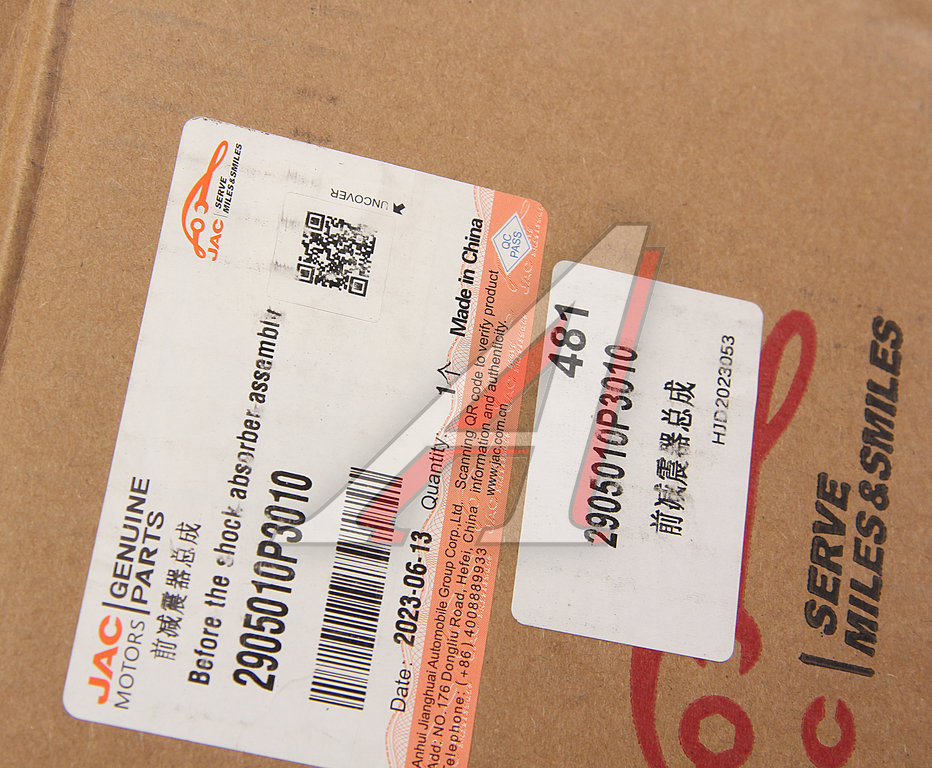 JAC SERVE
MILES&SMILES
UNCOVER
JAC MOTORS GENUINE PARTS
前减震器总成
Before the shock absorber assembly
2905010P3010
1个
Made in China
Date: 2023-06-13 Quantity:
QC
PASS
Anhui Jianghuai Automobile Group Corp.,Ltd.
Add: NO.176 Dongliu Road, Hefei, China
Telephone: (+86) 4008889933
Scanning QR code to verify product
information and authenticity.
www.jac.com.cn
481
2905010P3010
前减震器总成
HJD2023053
SERVE
MILES&SMILES